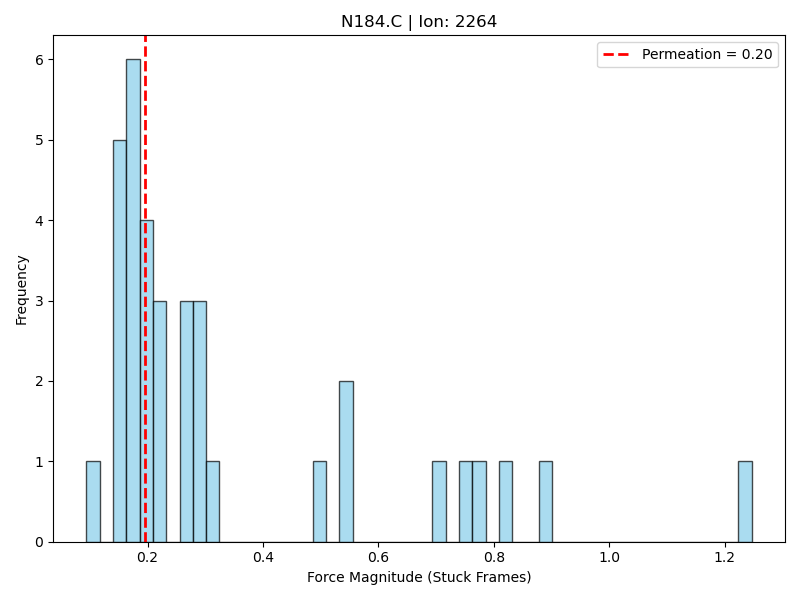 N184.C | Ion: 2264
Permeation = 0.20
Frequency
6
5
4
3
2
1
0
0.2 0.4 0.6 0.8 1.0 1.2
Force Magnitude (Stuck Frames)